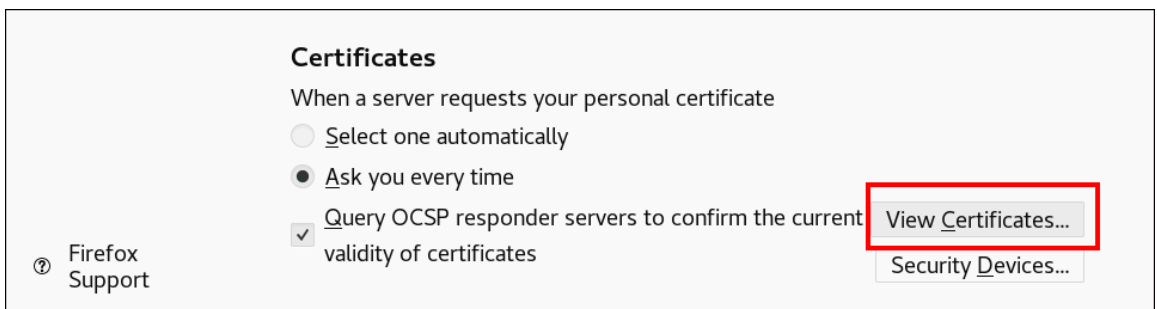 Certificates
When a server requests your personal certificate
Select one automatically
Ask you every time
Query OCSP responder servers to confirm the current
validity of certificates
View Certificates...
Security Devices...
Firefox
Support